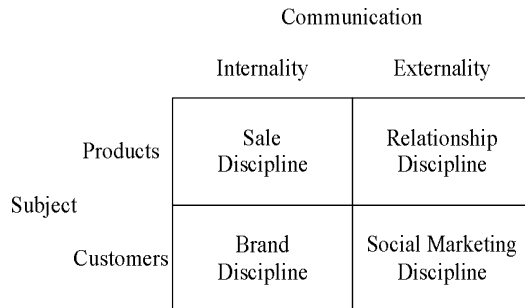 Communication
Internality Externality
Sale Relationship
Products
Discipline Discipline
Subject
Brand Social Marketing
Customers
Discipline Discipline